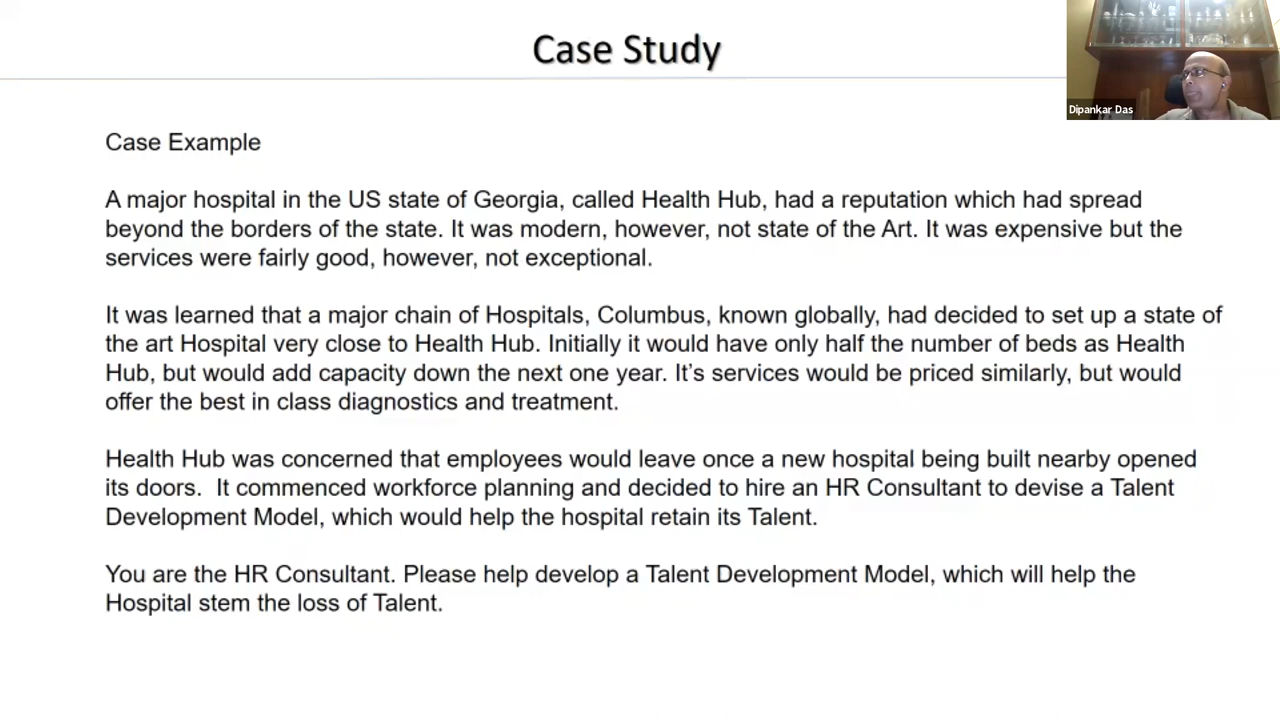 Case Study
Dipankar Das
Case Example
A major hospital in the US state of Georgia, called Health Hub, had a reputation which had spread
beyond the borders of the state. It was modern, however, not state of the Art. It was expensive but the
services were fairly good, however, not exceptional.
It was learned that a major chain of Hospitals, Columbus, known globally, had decided to set up a state of
the art Hospital very close to Health Hub. Initially it would have only half the number of beds as Health
Hub, but would add capacity down the next one year. It’s services would be priced similarly, but would
offer the best in class diagnostics and treatment.
Health Hub was concerned that employees would leave once a new hospital being built nearby opened
its doors.  It commenced workforce planning and decided to hire an HR Consultant to devise a Talent
Development Model, which would help the hospital retain its Talent.
You are the HR Consultant. Please help develop a Talent Development Model, which will help the
Hospital stem the loss of Talent.